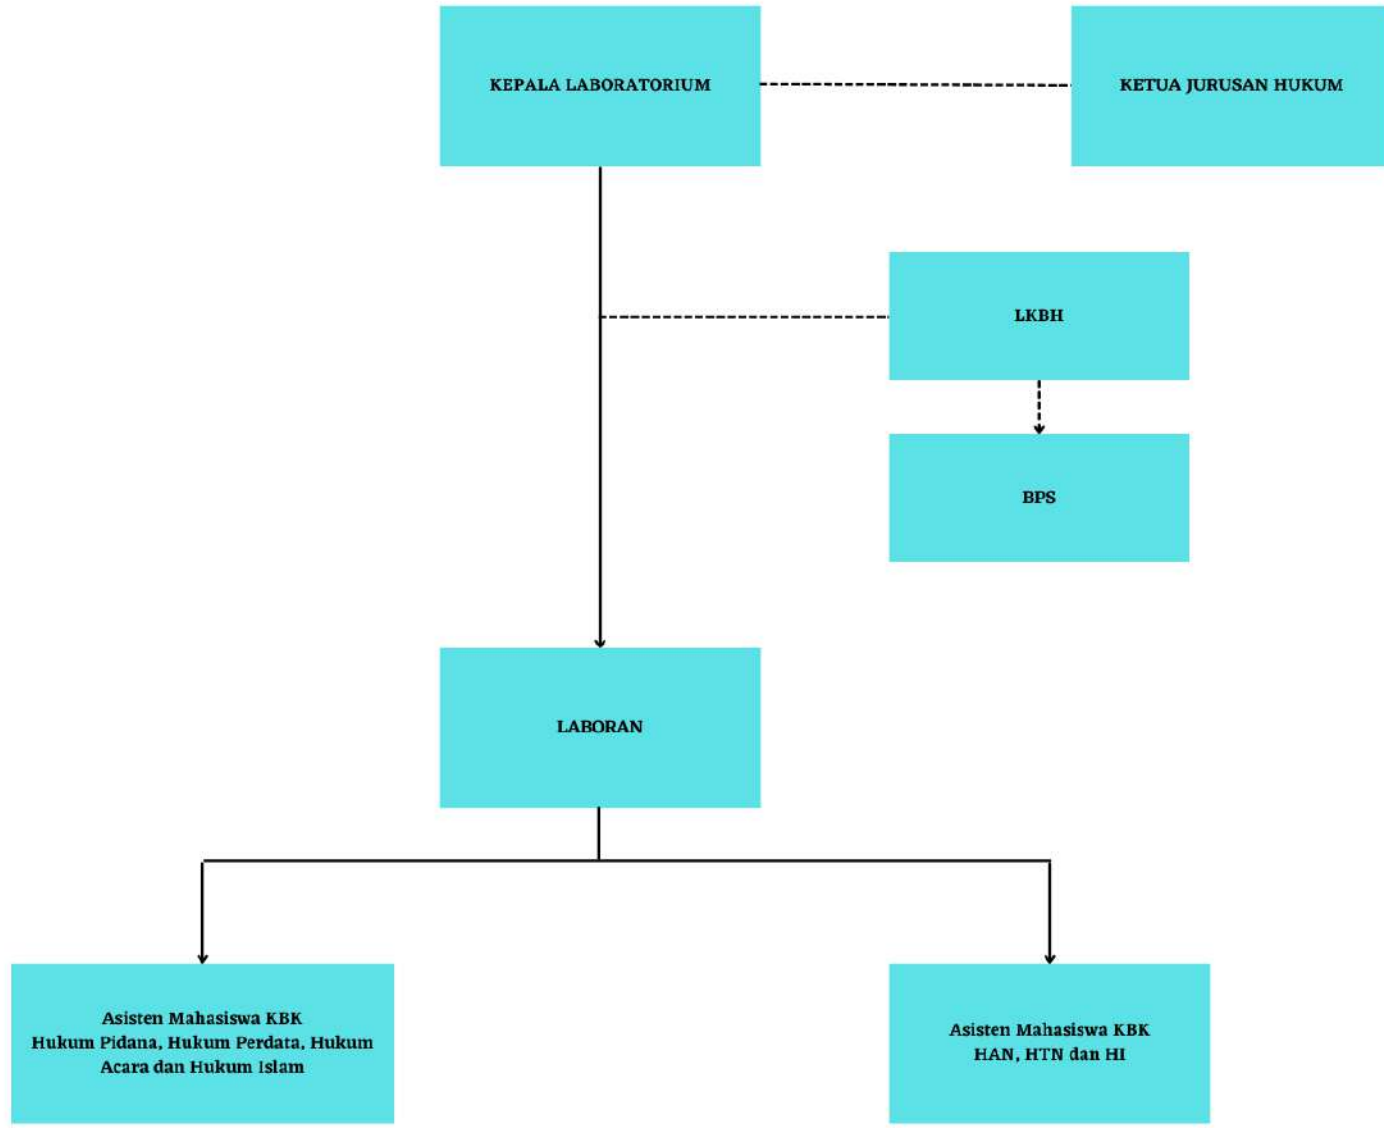 KEPALA LABORATORIUM
KETUA JURUSAN HUKUM
LKBH
BPS
LABORAN
Asisten Mahasiswa KBK
Hukum Pidana, Hukum Perdata, Hukum
Acara dan Hukum Islam
Asisten Mahasiswa KBK
HAN, HTN dan HI